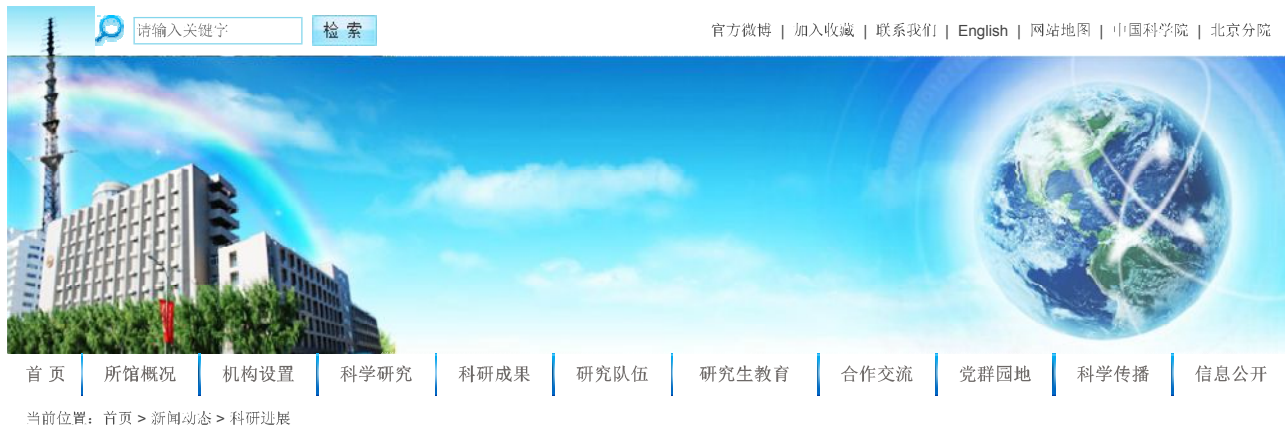 请输入关键字 检 索 官方微博 | 加入收藏 | 联系我们 | English | 网站地图 | 中国科学院 | 北京分院
首 页 所馆概况 机构设置 科学研究 科研成果 研究队伍 研究生教育 合作交流 党群园地 科学传播 信息公开
当前位置：首页 > 新闻动态 > 科研进展